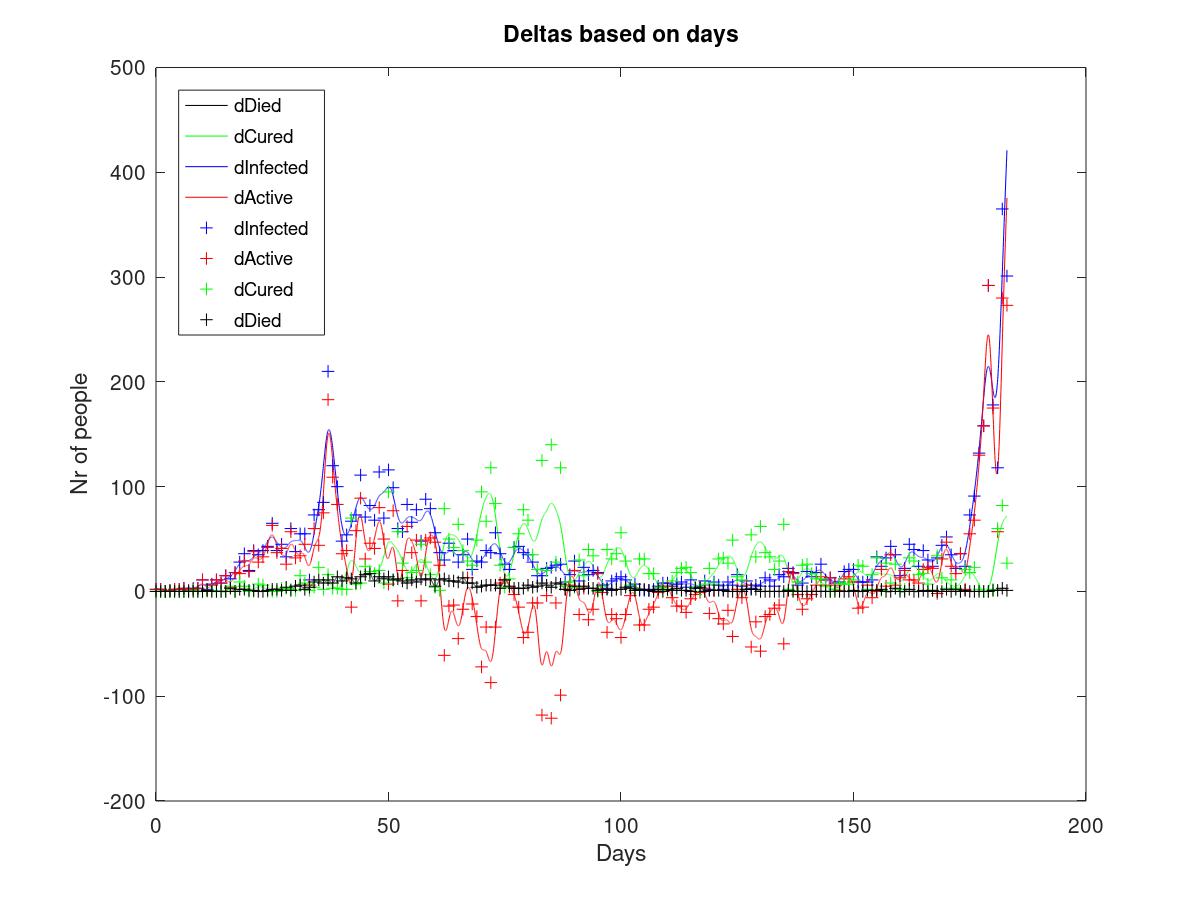 Deltas based on days
500
400
300
200
100
0
-100
-200
Nr of people
dDied
dCured
dInfected
dActive
dInfected
dActive
dCured
dDied
0 50 100 150 200
Days